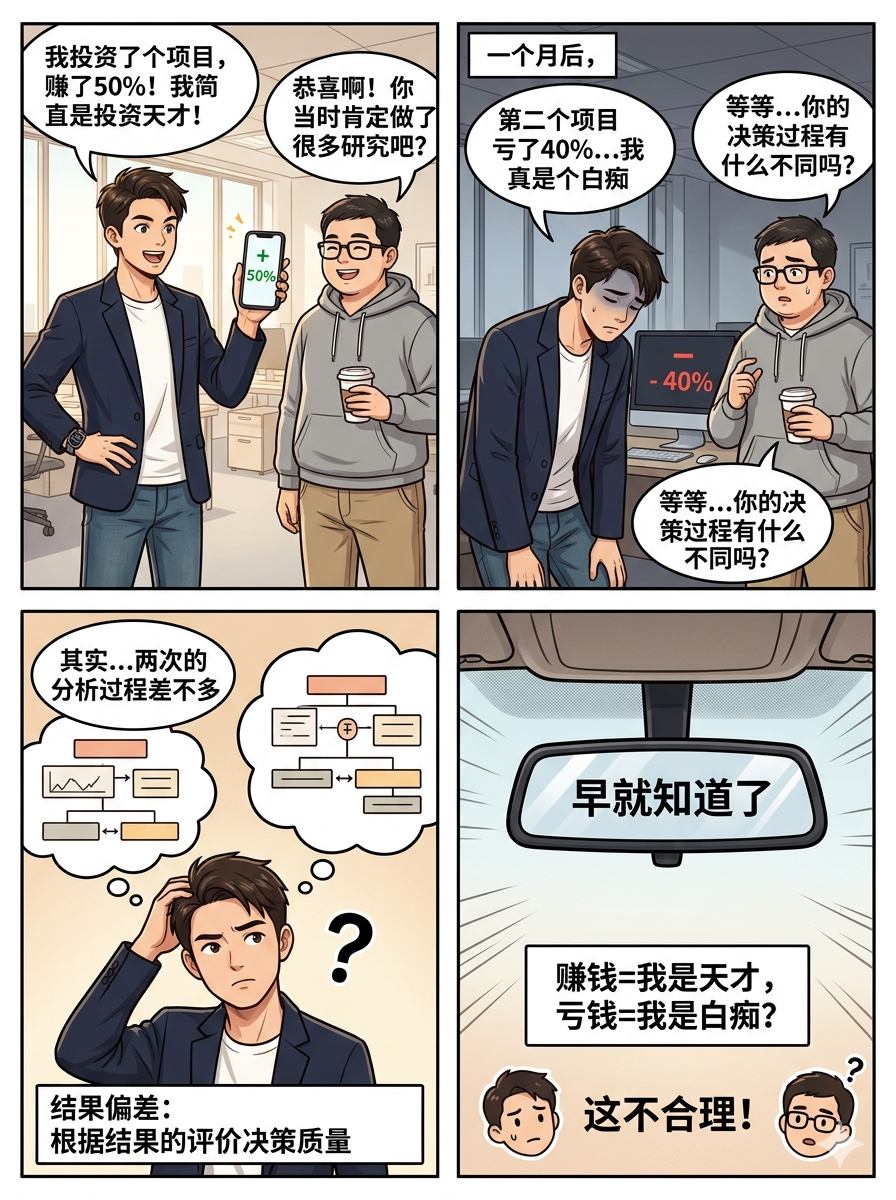 我投资了个项目，
赚了50%！我简
直是投资天才！
恭喜啊！你
当时肯定做了
很多研究吧？
+
50%
一个月后，
第二个项目
亏了40%...我
真是个白痴
等等...你的
决策过程有
什么不同吗？
- 40%
等等...你的决
策过程有什么
不同吗？
其实...两次的
分析过程差不多
?
结果偏差：
根据结果的评价决策质量
早就知道了
赚钱=我是天才，
亏钱=我是白痴？
这不合理！
?